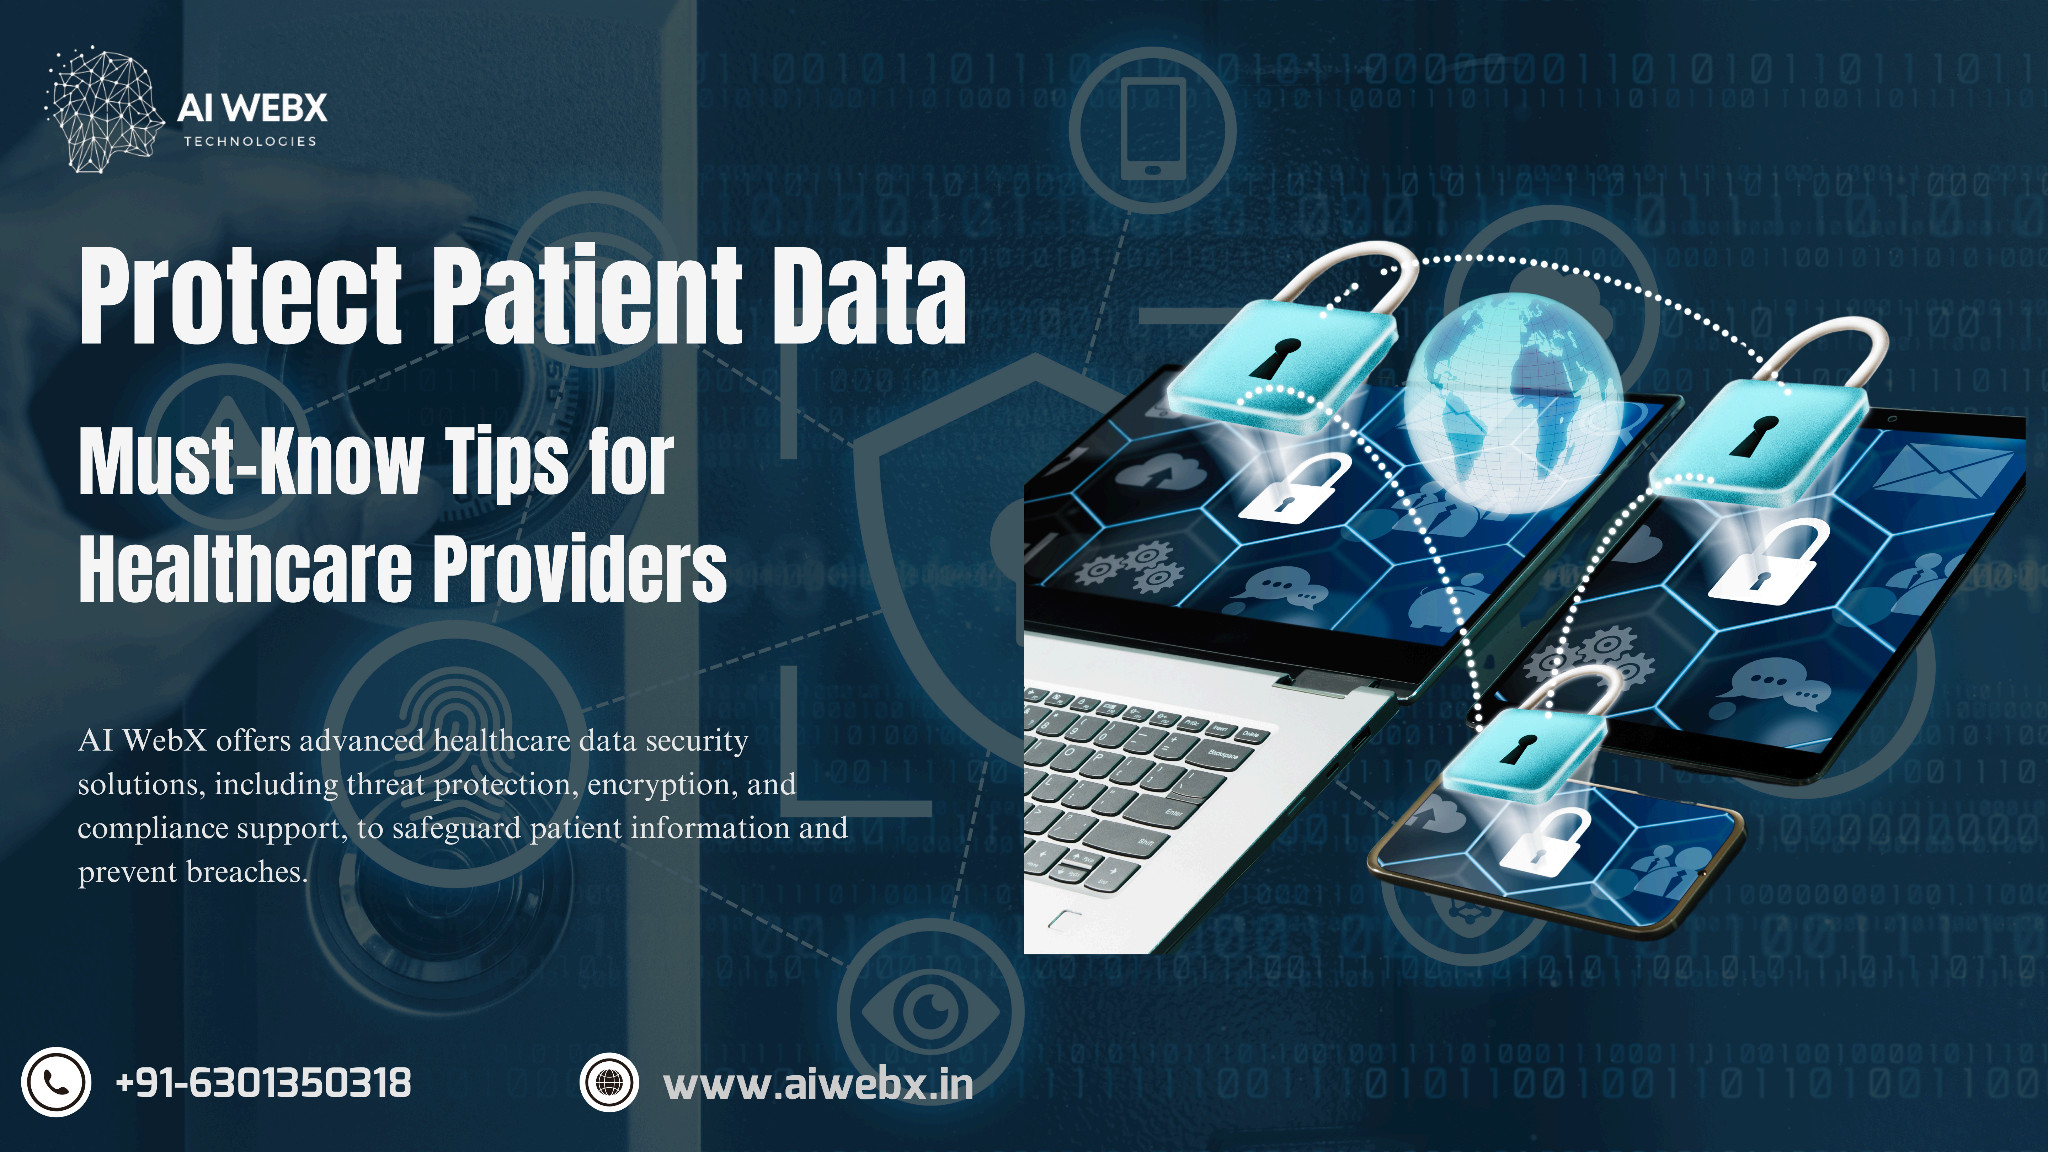 AI WEBX
TECHNOLOGIES
Protect Patient Data
Must-Know Tips for
Healthcare Providers
AI WebX offers advanced healthcare data security
solutions, including threat protection, encryption, and
compliance support, to safeguard patient information and
prevent breaches.
+91-6301350318
www.aiwebx.in